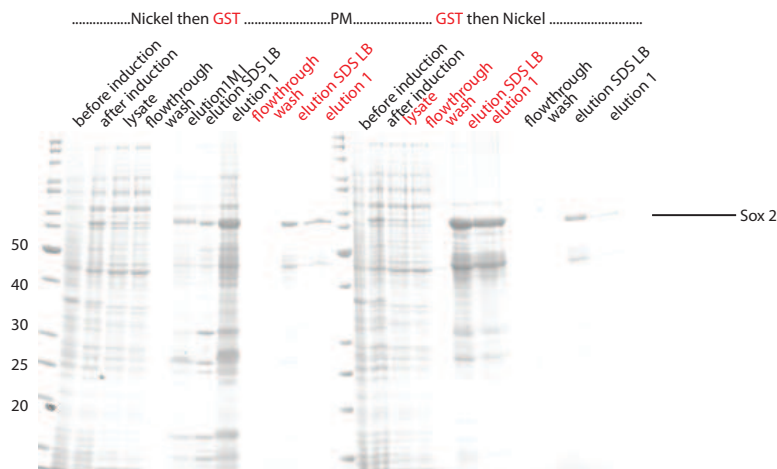 ..............Nickel then GST ................. PM................ GST then Nickel ....................
before induction
after induction
lysate
flowthrough
wash
elution1M I
elution SDS LB
elution 1
flowthrough
wash
elution SDS LB
elution 1
before induction
after induction
lysate
flowthrough
wash
elution SDS LB
elution 1
flowthrough
wash
elution SDS LB
elution 1
Sox 2
50
40
30
25
20